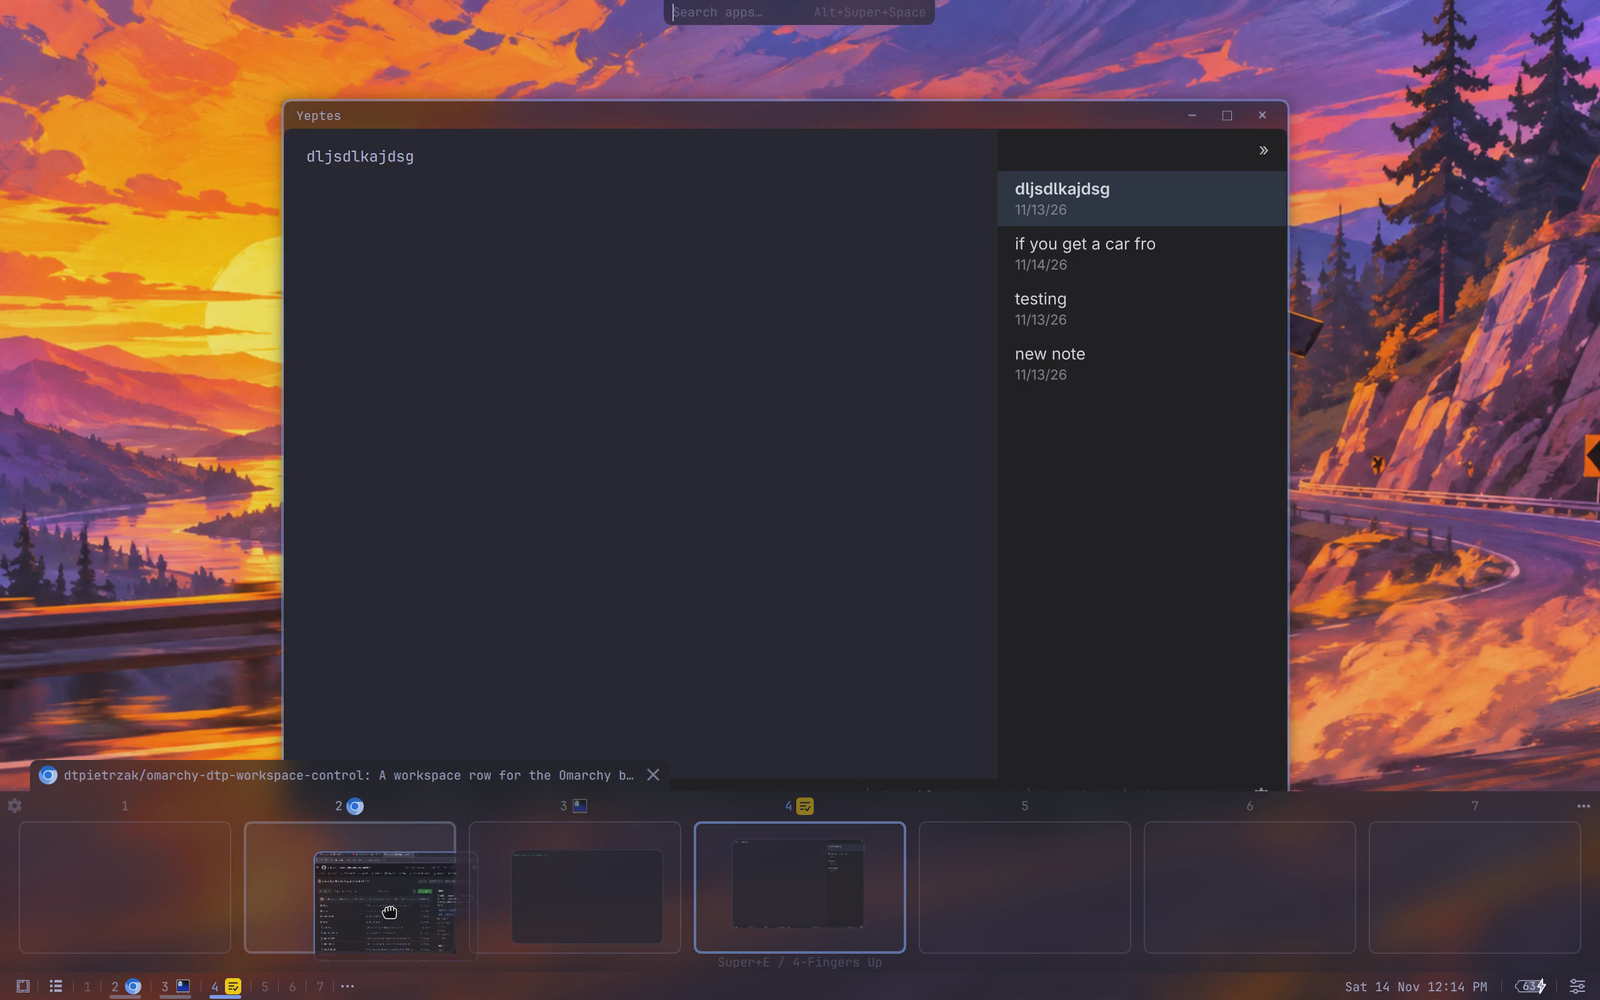 Search apps… Alt+Super+Space
Yeptes
dljsdlkajdsg
»
dljsdlkajdsg
11/13/26
if you get a car fro
11/14/26
testing
11/13/26
new note
11/13/26
dtpietrzak/omarchy-dtp-workspace-control: A workspace row for the Omarchy b…
1 2 3 4 5 6 7
Super+E / 4-Fingers Up
1 2 3 4 5 6 7 Sat 14 Nov 12:14 PM 63